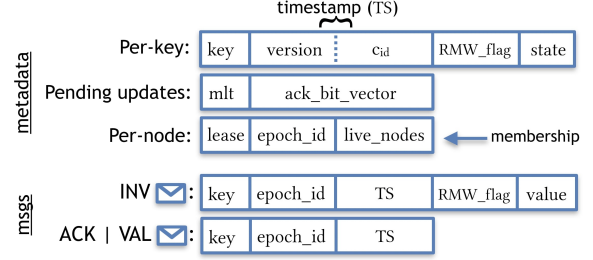 timestamp (TS)
Per-key: key version c_id RMW_flag state
Pending updates: mlt ack_bit_vector
Per-node: lease epoch_id live_nodes membership
metadata
INV : key epoch_id TS RMW_flag value
ACK | VAL : key epoch_id TS
msgs